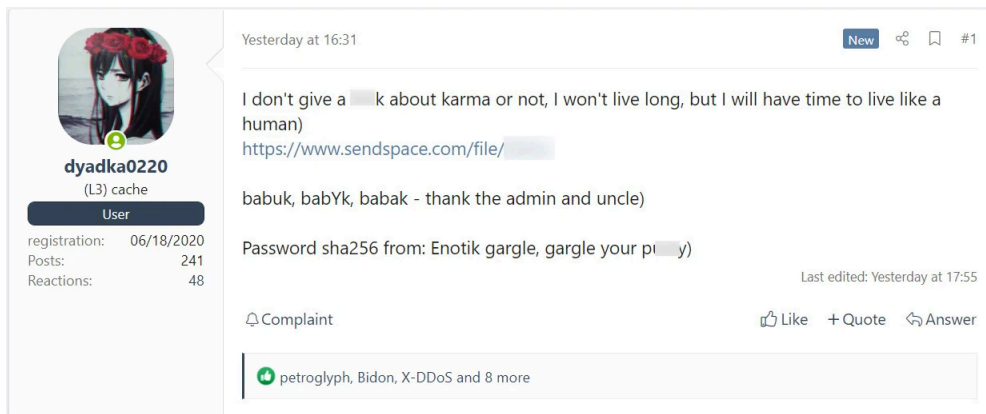 Yesterday at 16:31
New
#1
I don't give a k about karma or not, I won't live long, but I will have time to live like a
human)
https://www.sendspace.com/file/
babuk, babYk, babak - thank the admin and uncle)
Password sha256 from: Enotik gargle, gargle your pu y)
Last edited: Yesterday at 17:55
dyadka0220
(L3) cache
User
registration: 06/18/2020
Posts: 241
Reactions: 48
Complaint
Like
+ Quote
Answer
petroglyph, Bidon, X-DDoS and 8 more